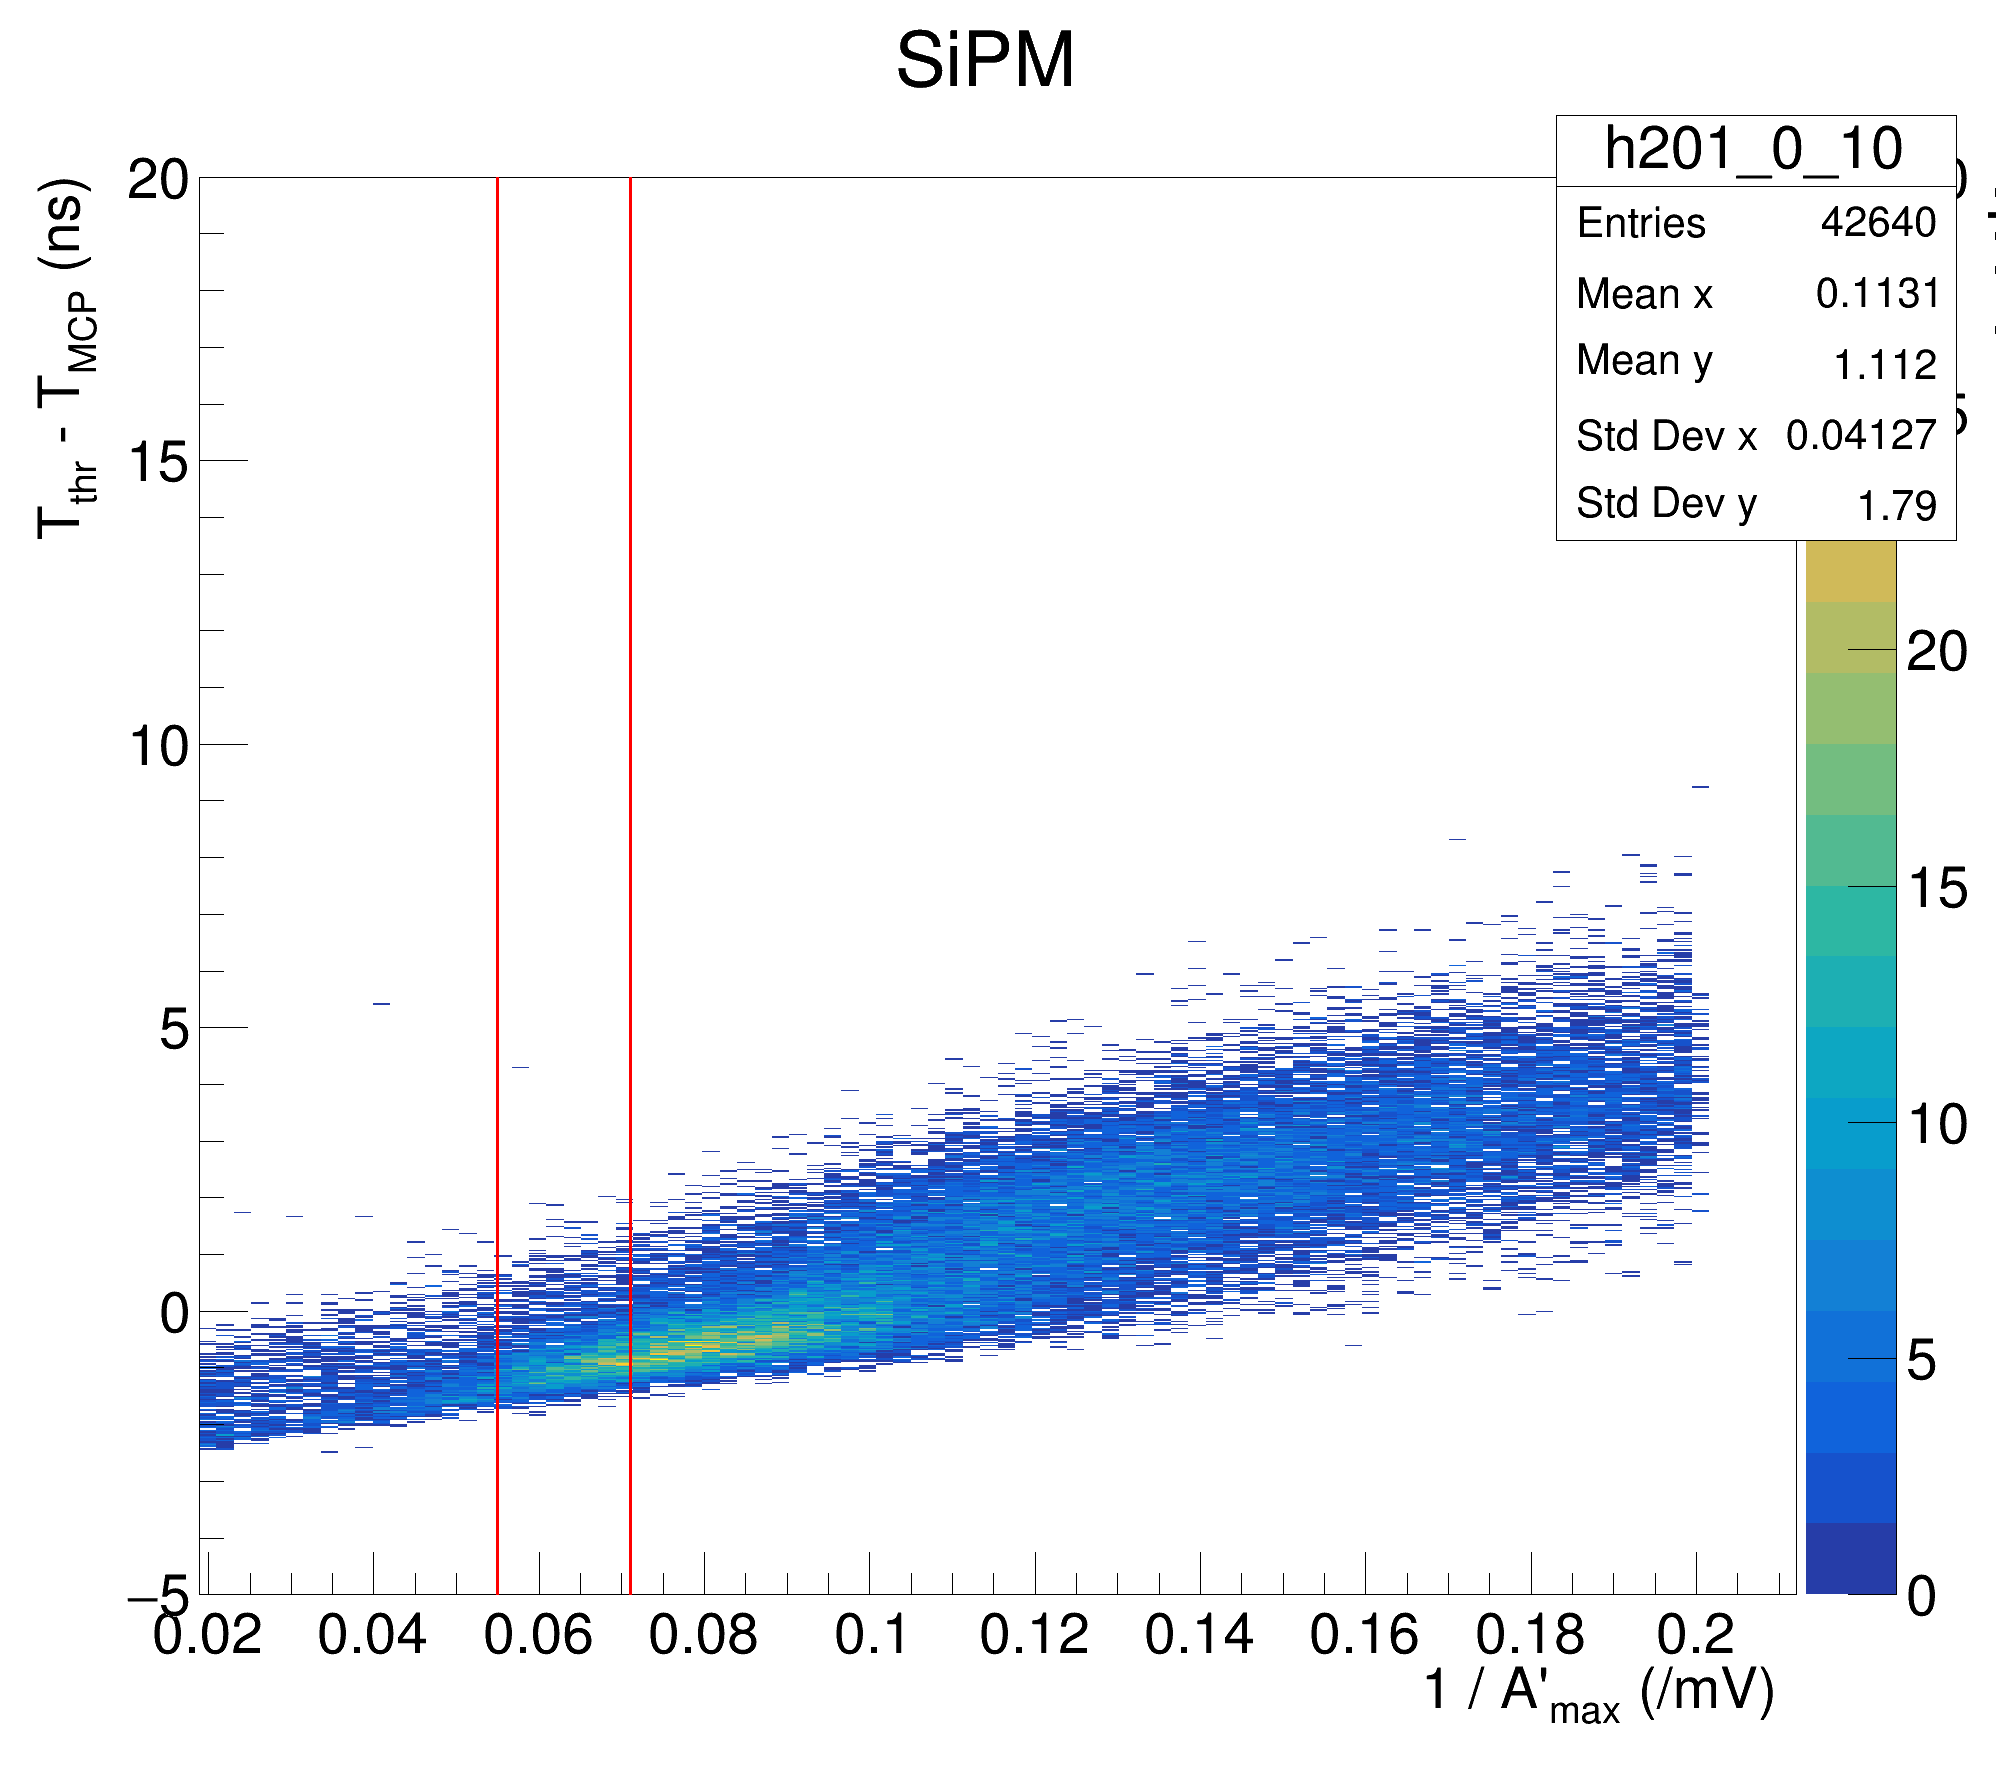 SiPM
h201_0_10
Entries 42640
Mean x 0.1131
Mean y 1.112
Std Dev x 0.04127
Std Dev y 1.79
T_thr - T_MCP (ns)
20
15
10
5
0
−5
0.02 0.04 0.06 0.08 0.1 0.12 0.14 0.16 0.18 0.2
1 / A'_max (/mV)
20
15
10
5
0